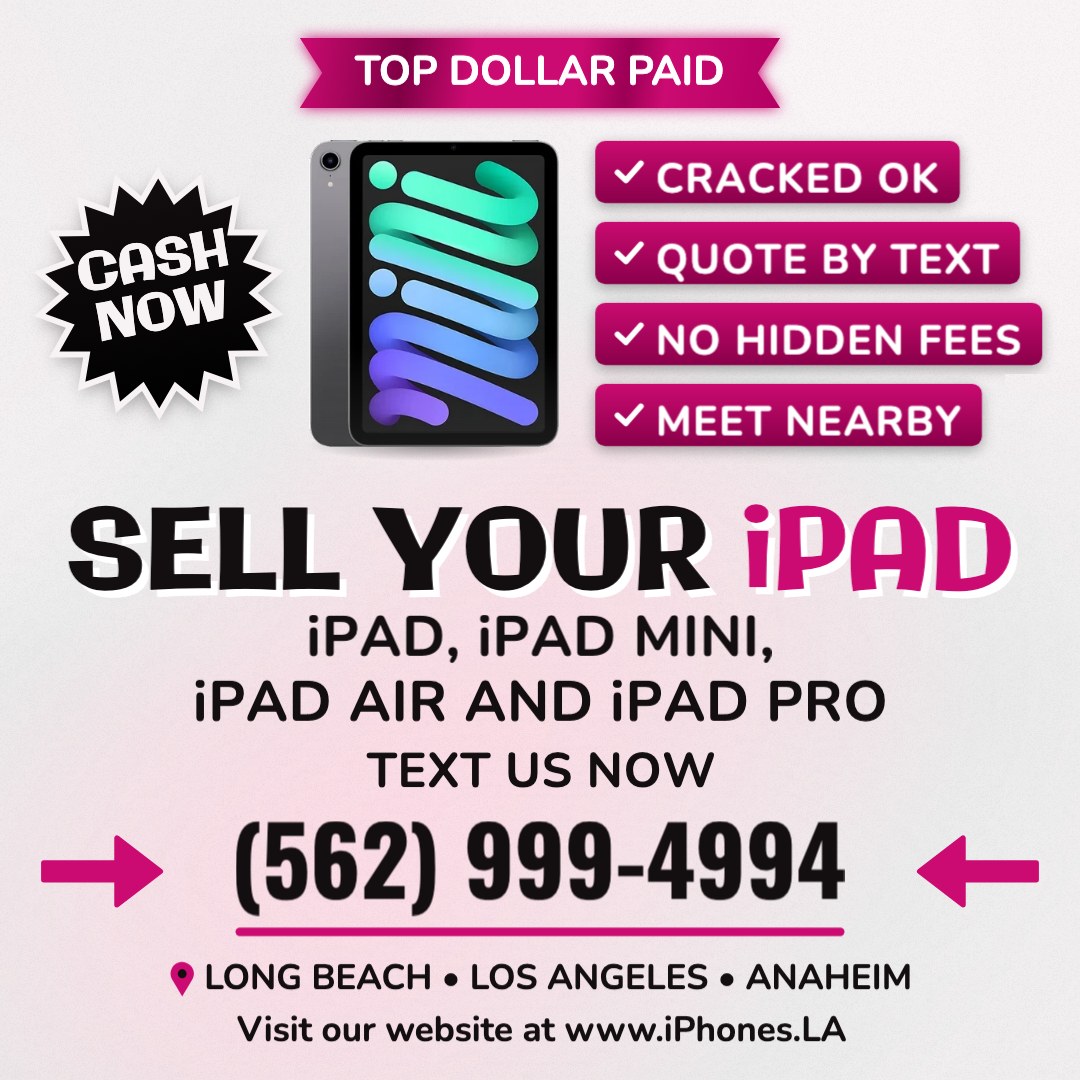 TOP DOLLAR PAID
CASH
NOW
CRACKED OK
QUOTE BY TEXT
NO HIDDEN FEES
MEET NEARBY
SELL YOUR iPAD
iPAD, iPAD MINI,
iPAD AIR AND iPAD PRO
TEXT US NOW
(562) 999-4994
LONG BEACH • LOS ANGELES • ANAHEIM
Visit our website at www.iPhones.LA